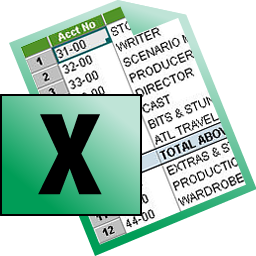 Acct No
1 31-00 STO
2 32-00 WRITER
3 33-00 SCENARIO M
PRODUCER
DIRECTOR
CAST
BITS & STUN
ATL TRAVEL
TOTAL ABOV
EXTRAS & S
PRODUCTIO
12 44-00 WARDROBE
X